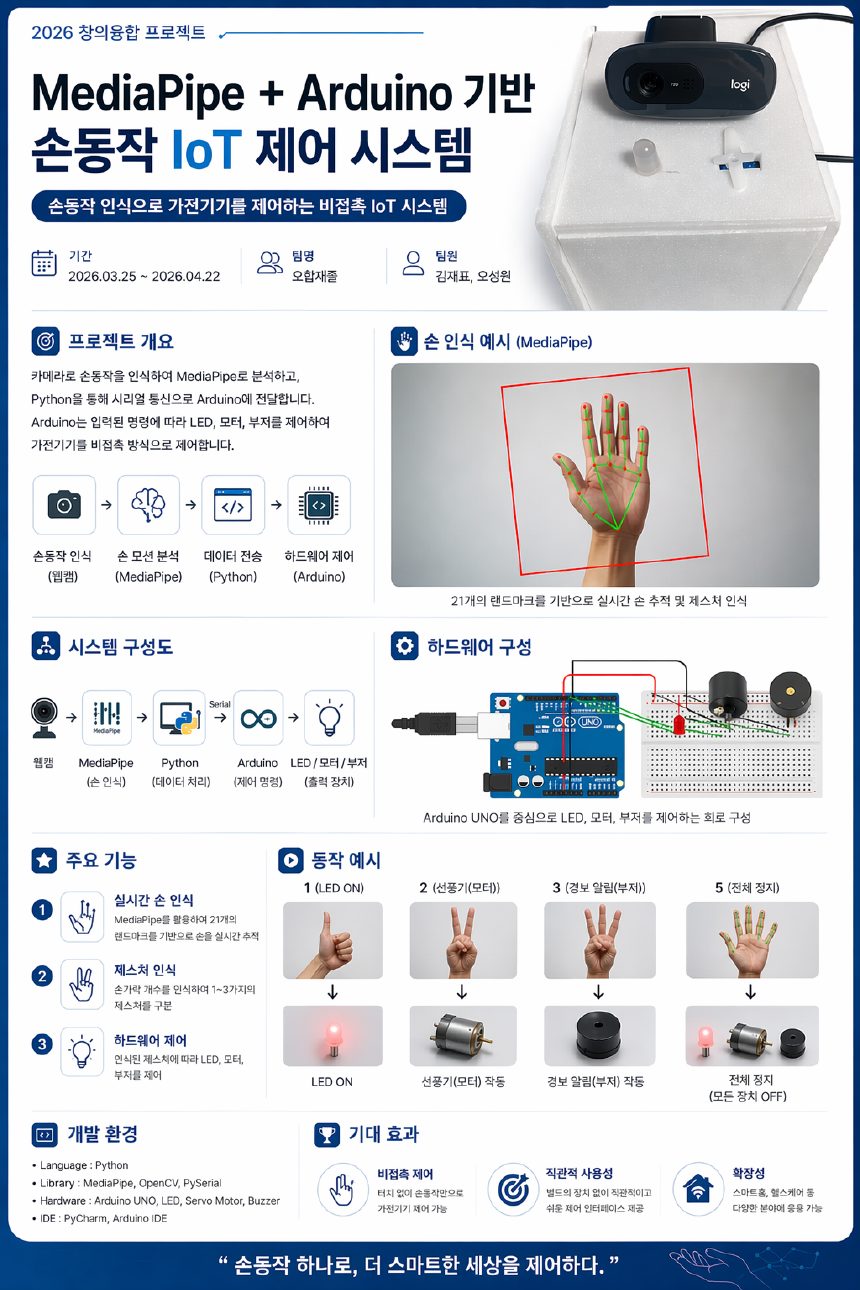 2026 창의융합 프로젝트
MediaPipe + Arduino 기반
손동작 IoT 제어 시스템
손동작 인식으로 가전기기를 제어하는 비접촉 IoT 시스템
logi
기간
2026.03.25 ~ 2026.04.22
팀명
오합재졸
팀원
김재표, 오성원
프로젝트 개요
카메라로 손동작을 인식하여 MediaPipe로 분석하고,
Python을 통해 시리얼 통신으로 Arduino에 전달합니다.
Arduino는 입력된 명령에 따라 LED, 모터, 부저를 제어하여
가전기기를 비접촉 방식으로 제어합니다.
손동작 인식
(웹캠)
손 모션 분석
(MediaPipe)
데이터 전송
(Python)
하드웨어 제어
(Arduino)
손 인식 예시 (MediaPipe)
21개의 랜드마크를 기반으로 실시간 손 추적 및 제스처 인식
시스템 구성도
웹캠
MediaPipe
MediaPipe
(손 인식)
Python
(데이터 처리)
Serial
Arduino
(제어 명령)
LED / 모터 / 부저
(출력 장치)
하드웨어 구성
UNO
Arduino UNO를 중심으로 LED, 모터, 부저를 제어하는 회로 구성
주요 기능
1
실시간 손 인식
MediaPipe를 활용하여 21개의
랜드마크를 기반으로 손을 실시간 추적
2
제스처 인식
손가락 개수를 인식하여 1~3가지의
제스처를 구분
3
하드웨어 제어
인식된 제스처에 따라 LED, 모터,
부저를 제어
동작 예시
1 (LED ON)
2 (선풍기(모터))
3 (경보 알림(부저))
5 (전체 정지)
LED ON
선풍기(모터) 작동
경보 알림(부저) 작동
전체 정지
(모든 장치 OFF)
개발 환경
• Language : Python
• Library : MediaPipe, OpenCV, PySerial
• Hardware : Arduino UNO, LED, Servo Motor, Buzzer
• IDE : PyCharm, Arduino IDE
기대 효과
비접촉 제어
터치 없이 손동작만으로
가전기기 제어 가능
직관적 사용성
별도의 장치 없이 직관적이고
쉬운 제어 인터페이스 제공
확장성
스마트홈, 헬스케어 등
다양한 분야에 응용 가능
“ 손동작 하나로, 더 스마트한 세상을 제어하다. ”